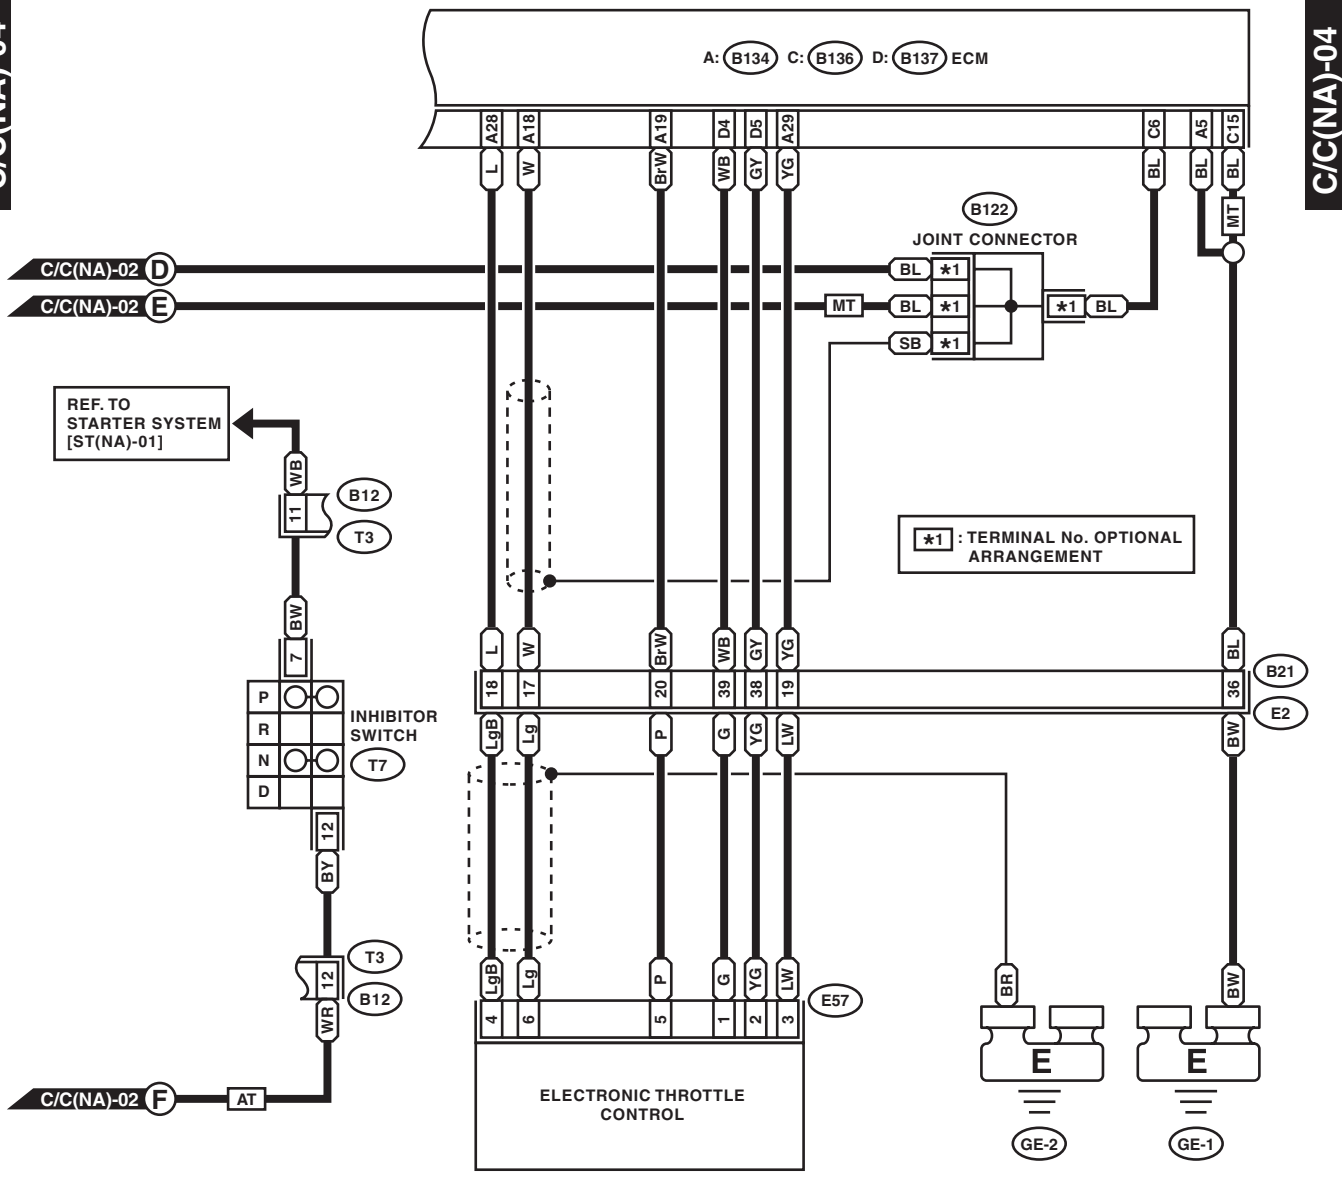 C/C(NA)-04
C/C(NA)-04
A: B134 C: B136 D: B137 ECM
A28 A18 A19 D4 D5 A29 C6 A5 C15
L W BrW WB GY YG BL BL BL
MT
B122
JOINT CONNECTOR
C/C(NA)-02 D BL *1
C/C(NA)-02 E MT BL *1 *1 BL
SB *1
REF. TO
STARTER SYSTEM
[ST(NA)-01]
WB
11
B12
T3
*1 : TERMINAL No. OPTIONAL
ARRANGEMENT
BW
7
L W BrW WB GY YG BL
18 17 20 39 38 19 36
B21
E2
LgB Lg P G YG LW BW
P
R
N
D
INHIBITOR
SWITCH
T7
12
BY
T3
12
B12
WR
LgB Lg P G YG LW BR BW
4 6 5 1 2 3
E57
E E
ELECTRONIC THROTTLE
CONTROL
C/C(NA)-02 F AT
GE-2 GE-1